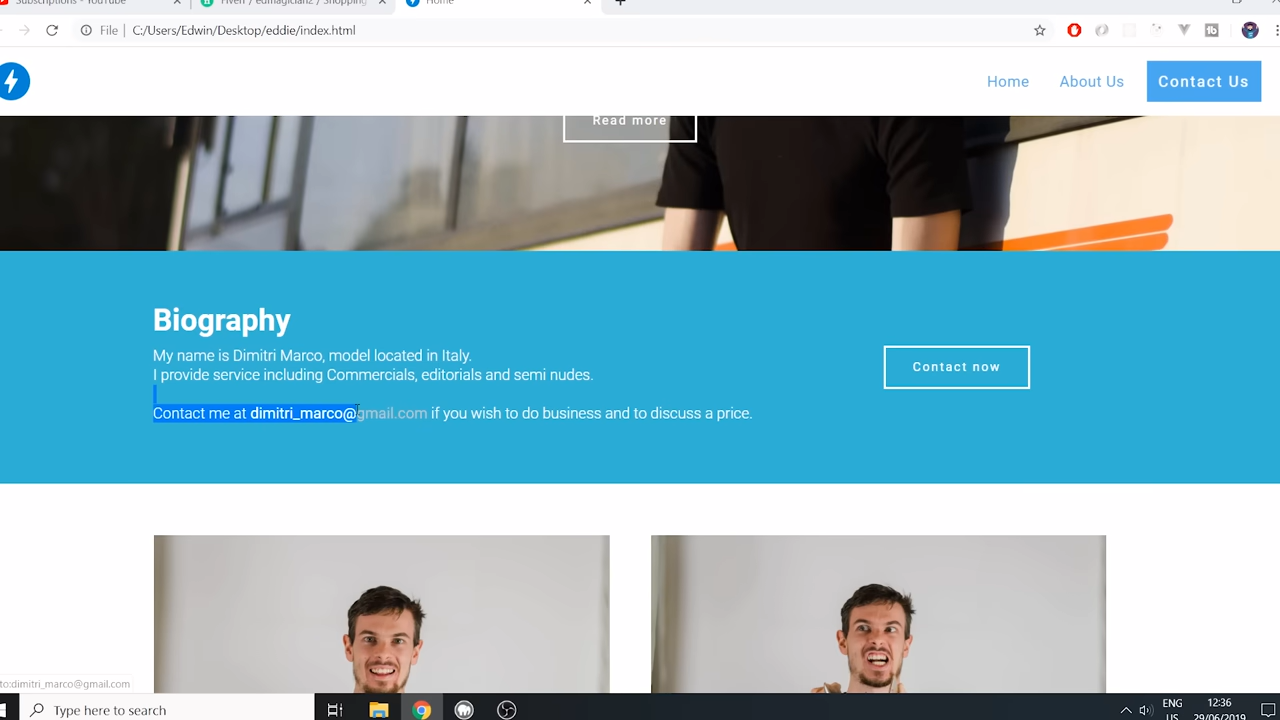 Subscriptions - YouTube
Fiverr / edmagician2 / Shopping
Home
File
C:/Users/Edwin/Desktop/eddie/index.html
Home
About Us
Contact Us
Read more
Biography
My name is Dimitri Marco, model located in Italy.
I provide service including Commercials, editorials and semi nudes.
Contact me at dimitri_marco@gmail.com if you wish to do business and to discuss a price.
Contact now
to:dimitri_marco@gmail.com
Type here to search
ENG
US
12:36
29/06/2019